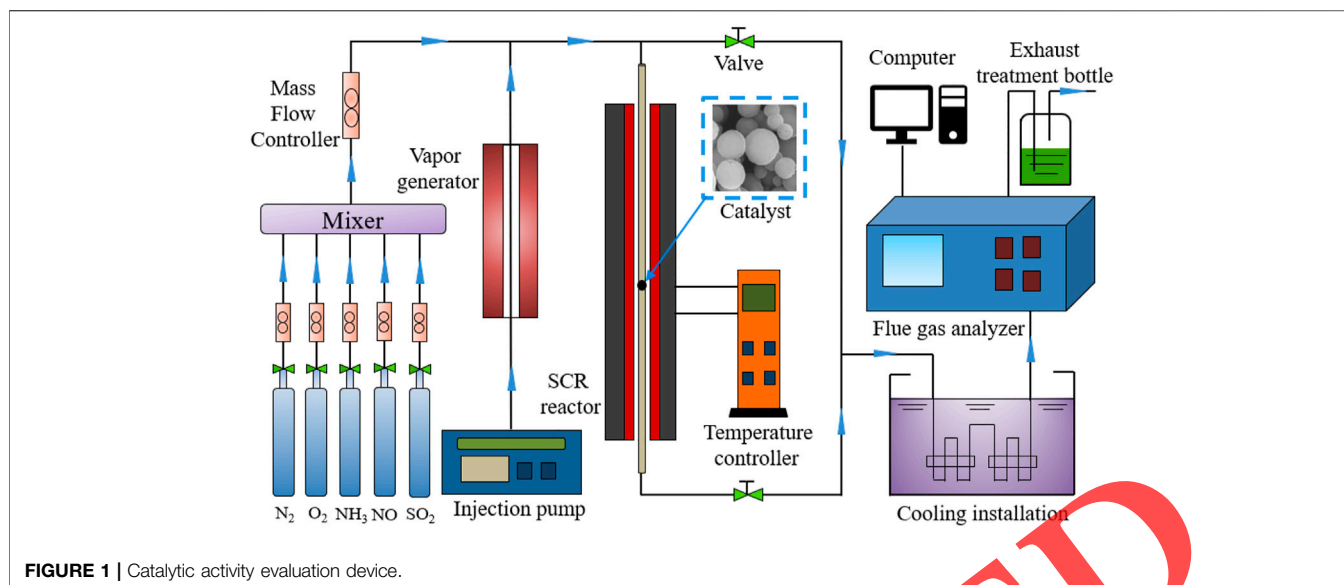 Computer
Exhaust
treatment bottle
Valve
Mass
Flow
Controller
Vapor
generator
Mixer
Catalyst
Flue gas analyzer
SCR
reactor
Temperature
controller
N₂ O₂ NH₃ NO SO₂
Injection pump
Cooling installation
FIGURE 1 | Catalytic activity evaluation device.